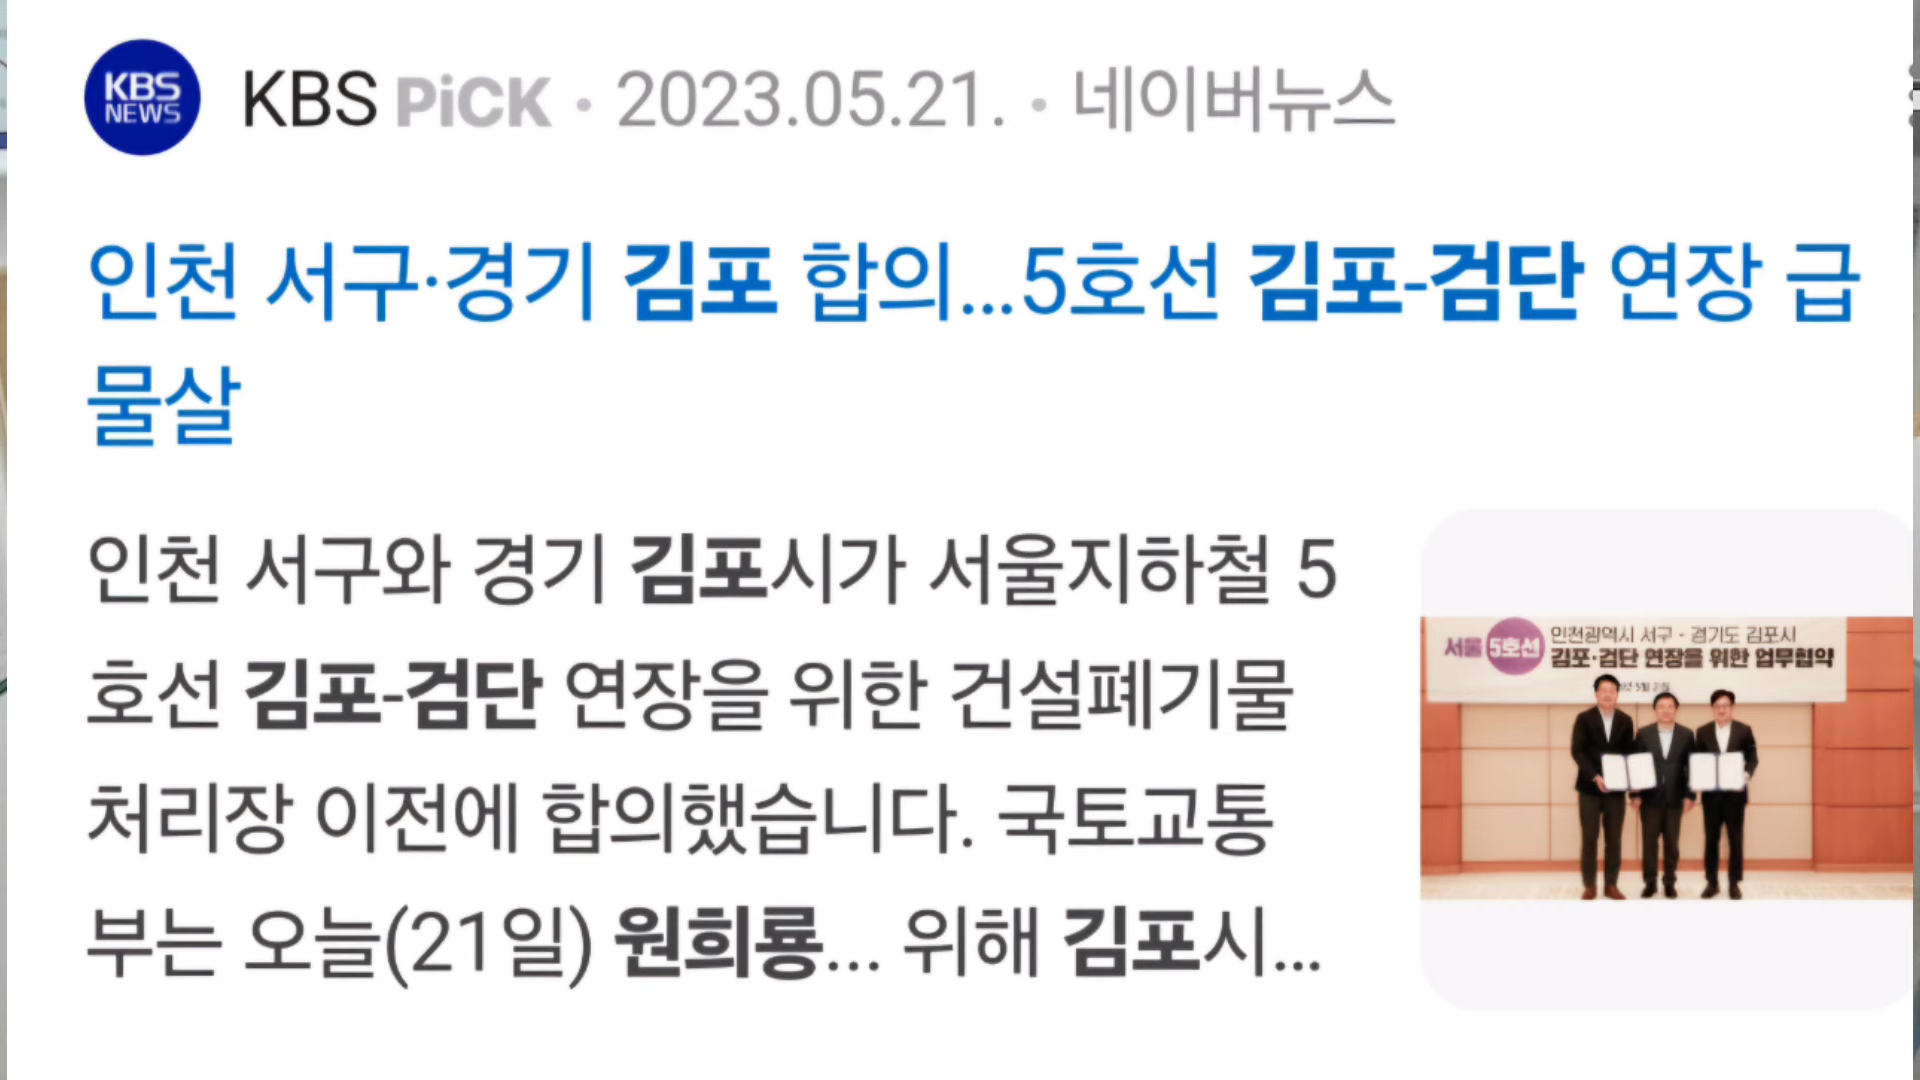 KBS NEWS
KBS PiCK · 2023.05.21. · 네이버뉴스
인천 서구·경기 김포 합의...5호선 김포-검단 연장 급
물살
인천 서구와 경기 김포시가 서울지하철 5
호선 김포-검단 연장을 위한 건설폐기물
처리장 이전에 합의했습니다. 국토교통
부는 오늘(21일) 원희룡... 위해 김포시...
서울 5호선 인천광역시 서구 - 경기도 김포시
김포·검단 연장을 위한 업무협약
5월 21일